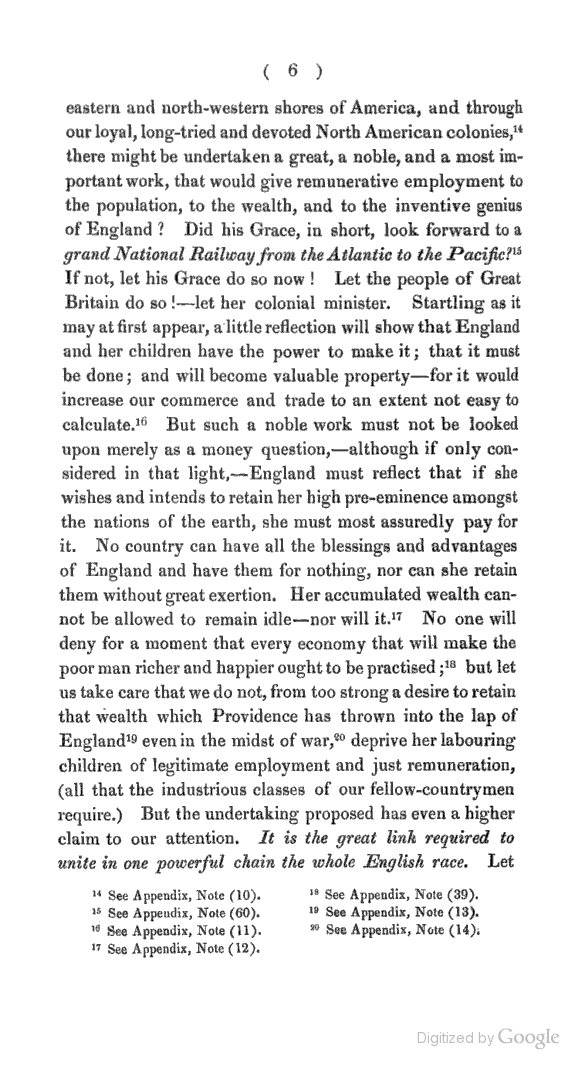 ( 6 )
eastern and north-western shores of America, and through
our loyal, long-tried and devoted North American colonies,¹⁴
there might be undertaken a great, a noble, and a most im-
portant work, that would give remunerative employment to
the population, to the wealth, and to the inventive genius
of England ? Did his Grace, in short, look forward to a
grand National Railway from the Atlantic to the Pacific?¹⁵
If not, let his Grace do so now ! Let the people of Great
Britain do so !—let her colonial minister. Startling as it
may at first appear, a little reflection will show that England
and her children have the power to make it ; that it must
be done ; and will become valuable property—for it would
increase our commerce and trade to an extent not easy to
calculate.¹⁶ But such a noble work must not be looked
upon merely as a money question,—although if only con-
sidered in that light,—England must reflect that if she
wishes and intends to retain her high pre-eminence amongst
the nations of the earth, she must most assuredly pay for
it. No country can have all the blessings and advantages
of England and have them for nothing, nor can she retain
them without great exertion. Her accumulated wealth can-
not be allowed to remain idle—nor will it.¹⁷ No one will
deny for a moment that every economy that will make the
poor man richer and happier ought to be practised ;¹⁸ but let
us take care that we do not, from too strong a desire to retain
that wealth which Providence has thrown into the lap of
England¹⁹ even in the midst of war,²⁰ deprive her labouring
children of legitimate employment and just remuneration,
(all that the industrious classes of our fellow-countrymen
require.) But the undertaking proposed has even a higher
claim to our attention. It is the great link required to
unite in one powerful chain the whole English race. Let
¹⁴ See Appendix, Note (10).
¹⁵ See Appendix, Note (60).
¹⁶ See Appendix, Note (11).
¹⁷ See Appendix, Note (12).
¹⁸ See Appendix, Note (39).
¹⁹ See Appendix, Note (13).
²⁰ See Appendix, Note (14).
Digitized by Google